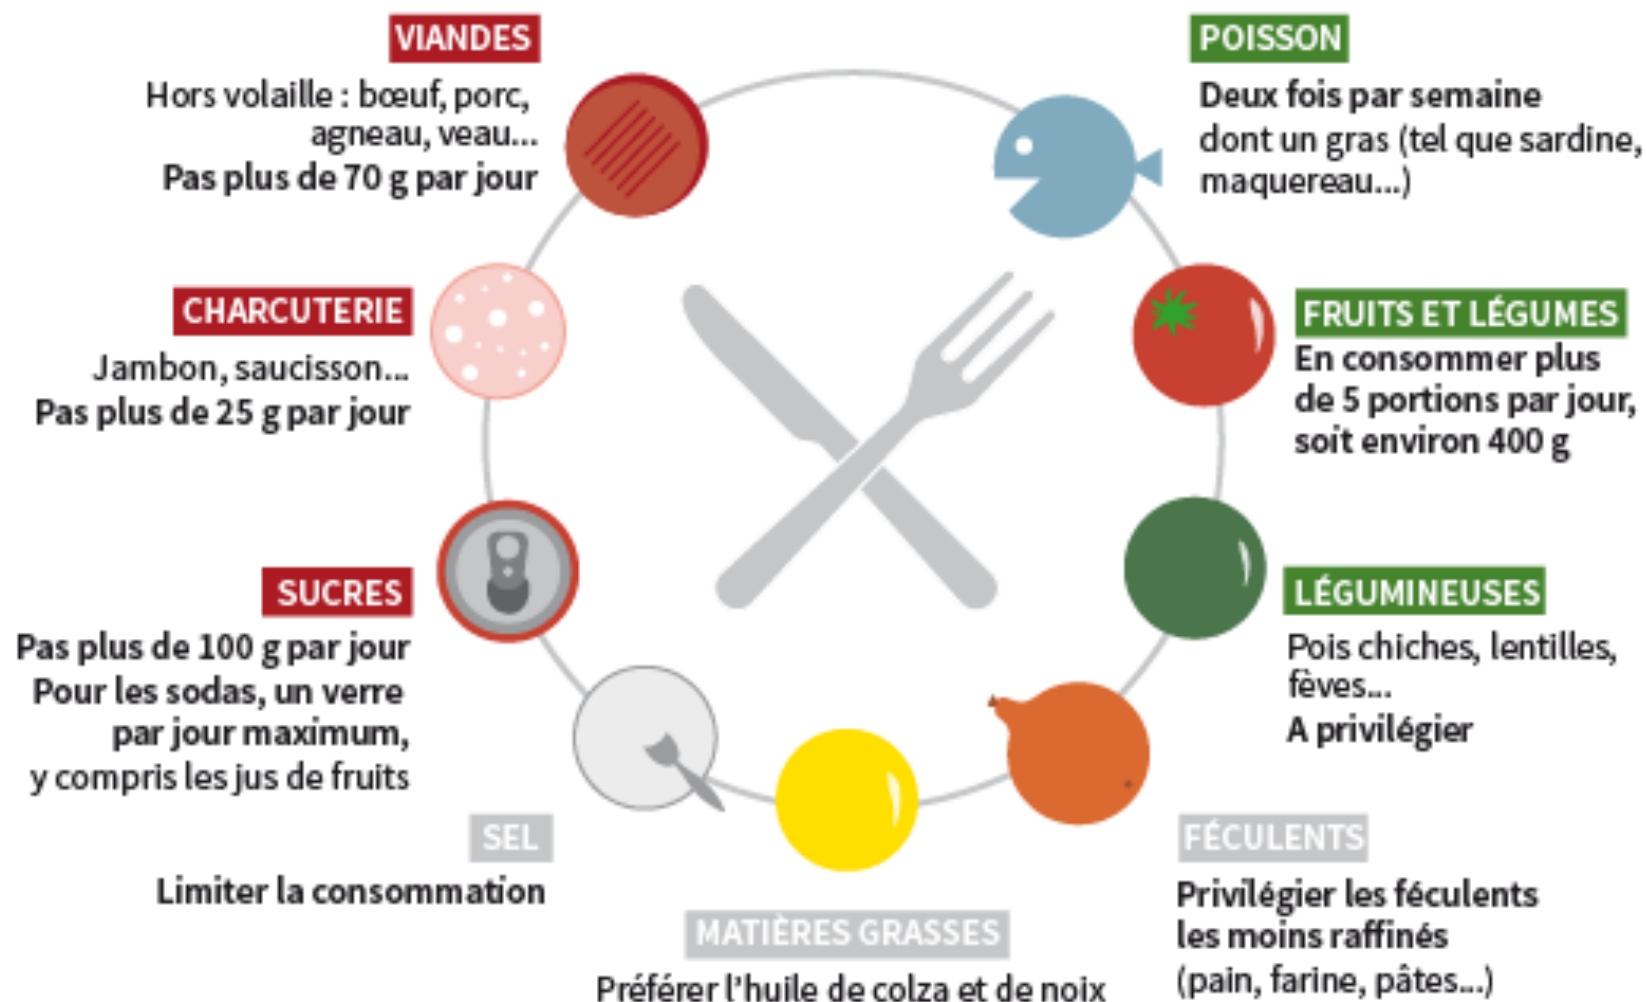 VIANDES
Hors volaille : bœuf, porc,
agneau, veau...
Pas plus de 70 g par jour
POISSON
Deux fois par semaine
dont un gras (tel que sardine,
maquereau...)
CHARCUTERIE
Jambon, saucisson...
Pas plus de 25 g par jour
FRUITS ET LÉGUMES
En consommer plus
de 5 portions par jour,
soit environ 400 g
SUCRES
Pas plus de 100 g par jour
Pour les sodas, un verre
par jour maximum,
y compris les jus de fruits
LÉGUMINEUSES
Pois chiches, lentilles,
fèves...
A privilégier
SEL
Limiter la consommation
MATIÈRES GRASSES
Préférer l'huile de colza et de noix
FÉCULENTS
Privilégier les féculents
les moins raffinés
(pain, farine, pâtes...)